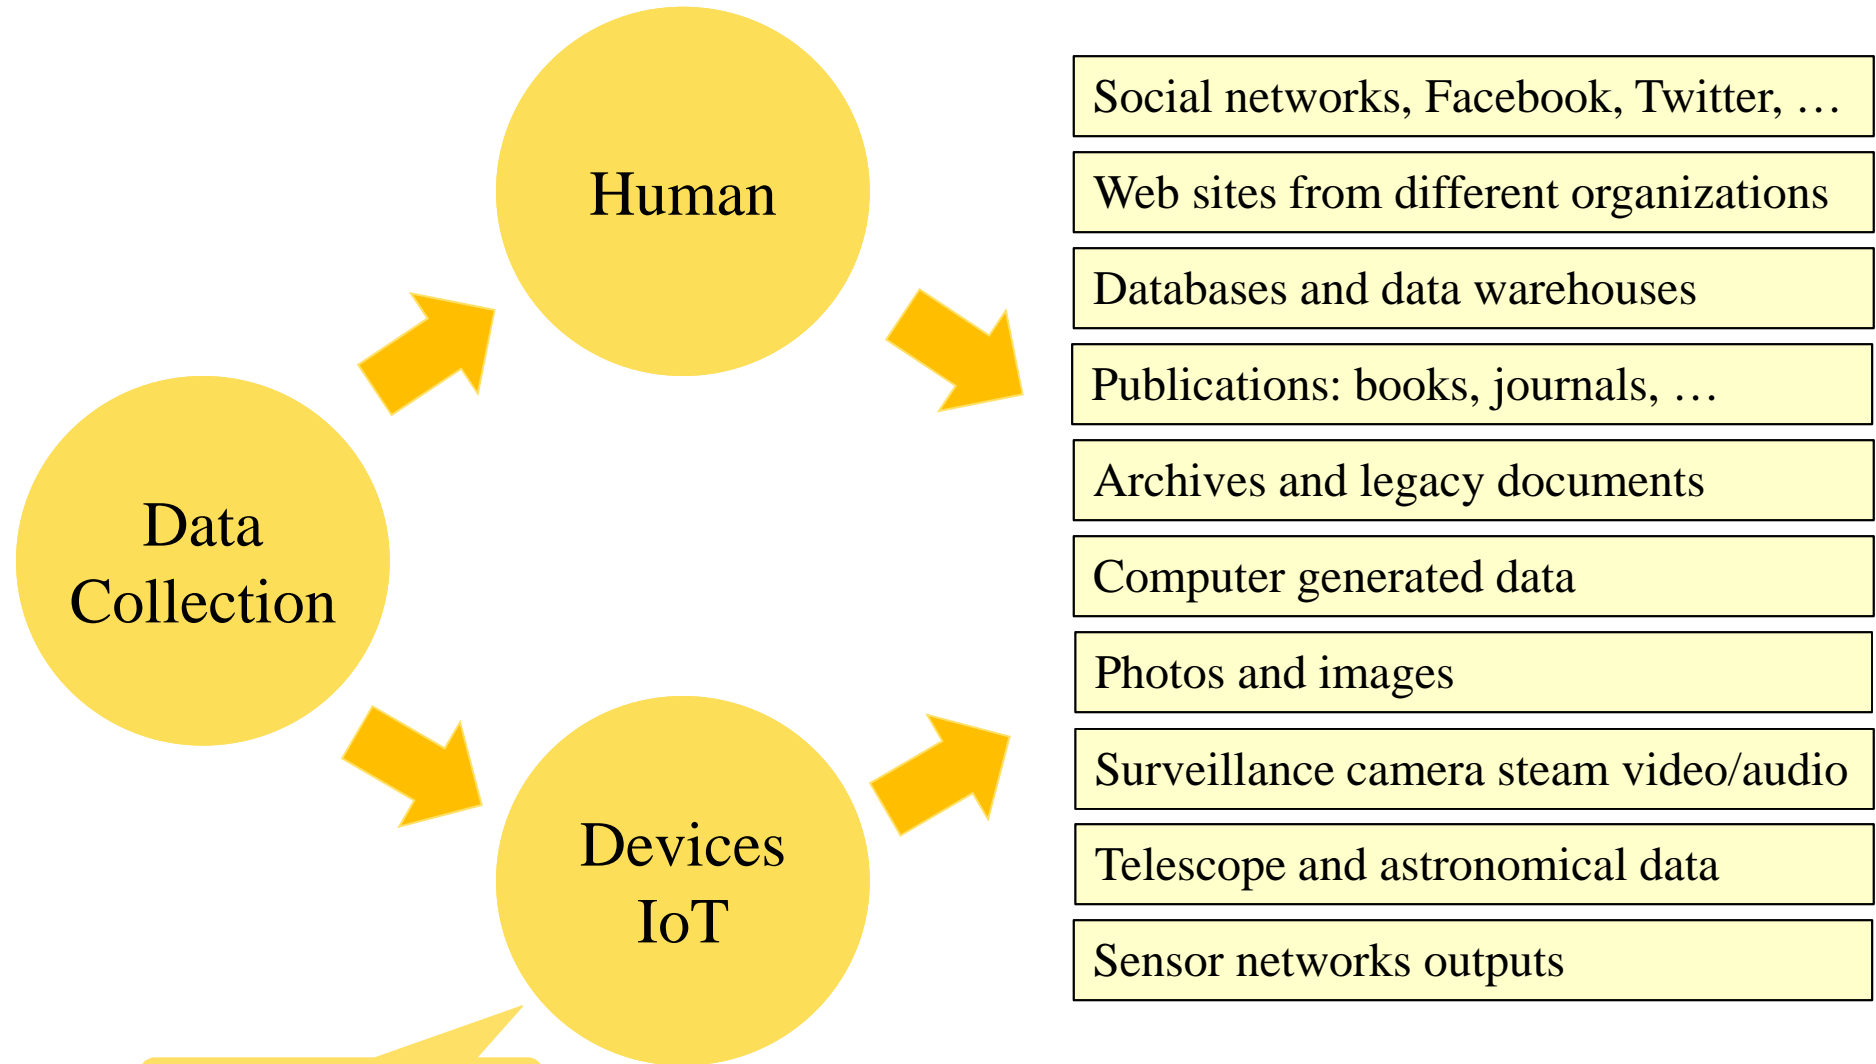 Human
Data
Collection
Devices
IoT
Social networks, Facebook, Twitter, …
Web sites from different organizations
Databases and data warehouses
Publications: books, journals, …
Archives and legacy documents
Computer generated data
Photos and images
Surveillance camera steam video/audio
Telescope and astronomical data
Sensor networks outputs